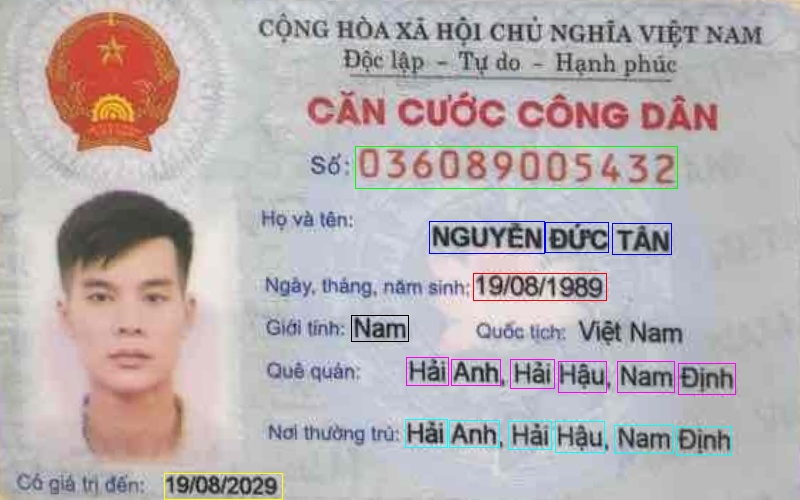 CỘNG HÒA XÃ HỘI CHỦ NGHĨA VIỆT NAM
Độc lập - Tự do - Hạnh phúc
CĂN CƯỚC CÔNG DÂN
Số: 036089005432
Họ và tên:
NGUYỄN ĐỨC TÂN
Ngày, tháng, năm sinh: 19/08/1989
Giới tính: Nam Quốc tịch: Việt Nam
Quê quán: Hải Anh, Hải Hậu, Nam Định
Nơi thường trú: Hải Anh, Hải Hậu, Nam Định
Có giá trị đến: 19/08/2029